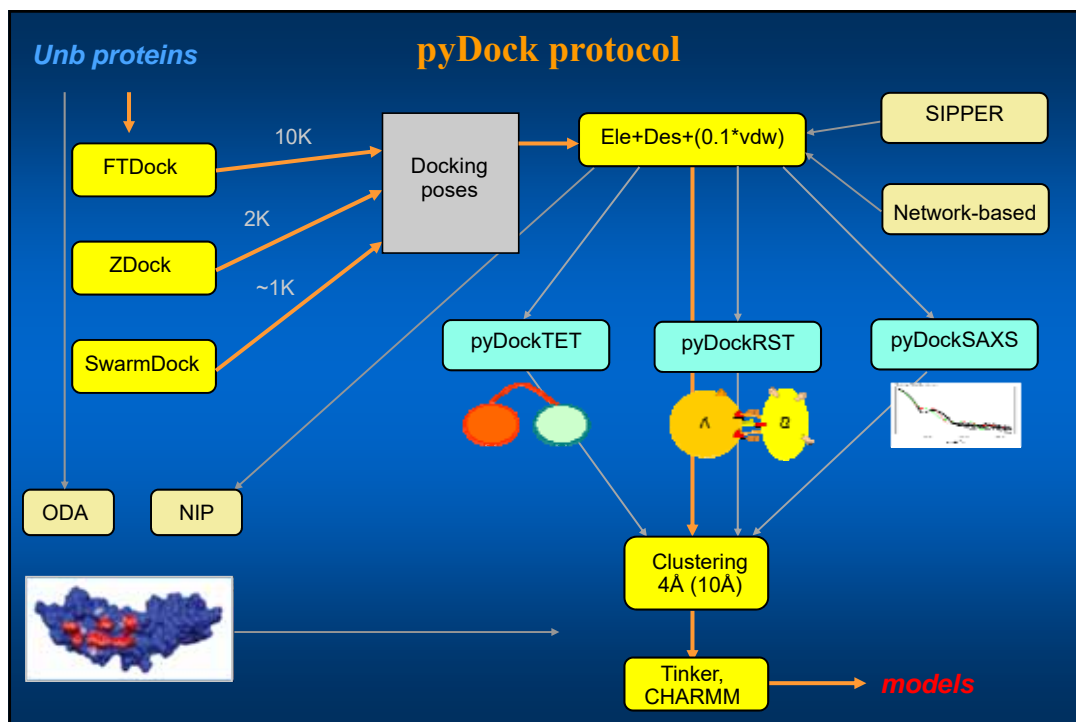 Unb proteins
pyDock protocol
SIPPER
10K
Ele+Des+(0.1*vdw)
FTDock
Docking
poses
Network-based
2K
ZDock
~1K
SwarmDock
pyDockTET
pyDockRST
pyDockSAXS
A
B
ODA
NIP
Clustering
4Å (10Å)
Tinker,
CHARMM
models